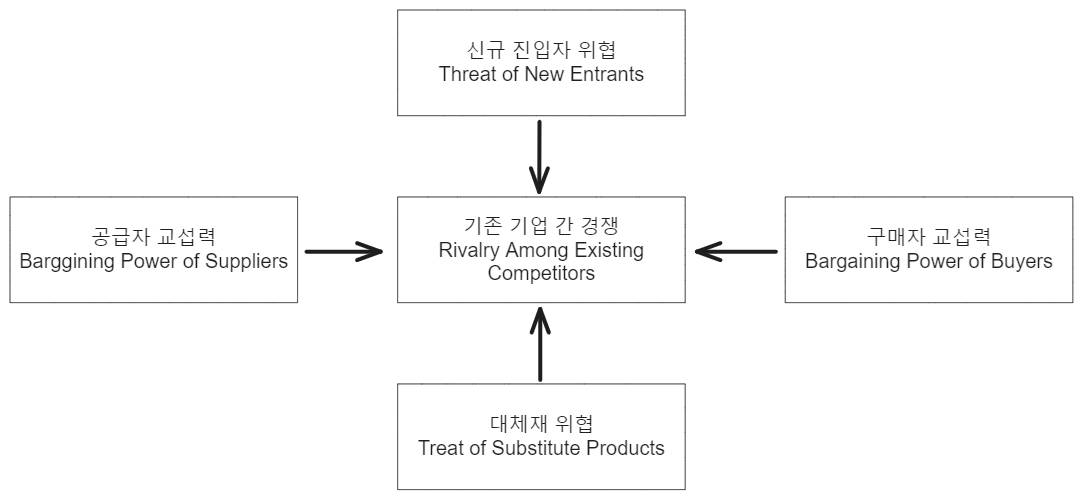 신규 진입자 위협
Threat of New Entrants
공급자 교섭력
Barggining Power of Suppliers
기존 기업 간 경쟁
Rivalry Among Existing
Competitors
구매자 교섭력
Bargaining Power of Buyers
대체재 위협
Treat of Substitute Products